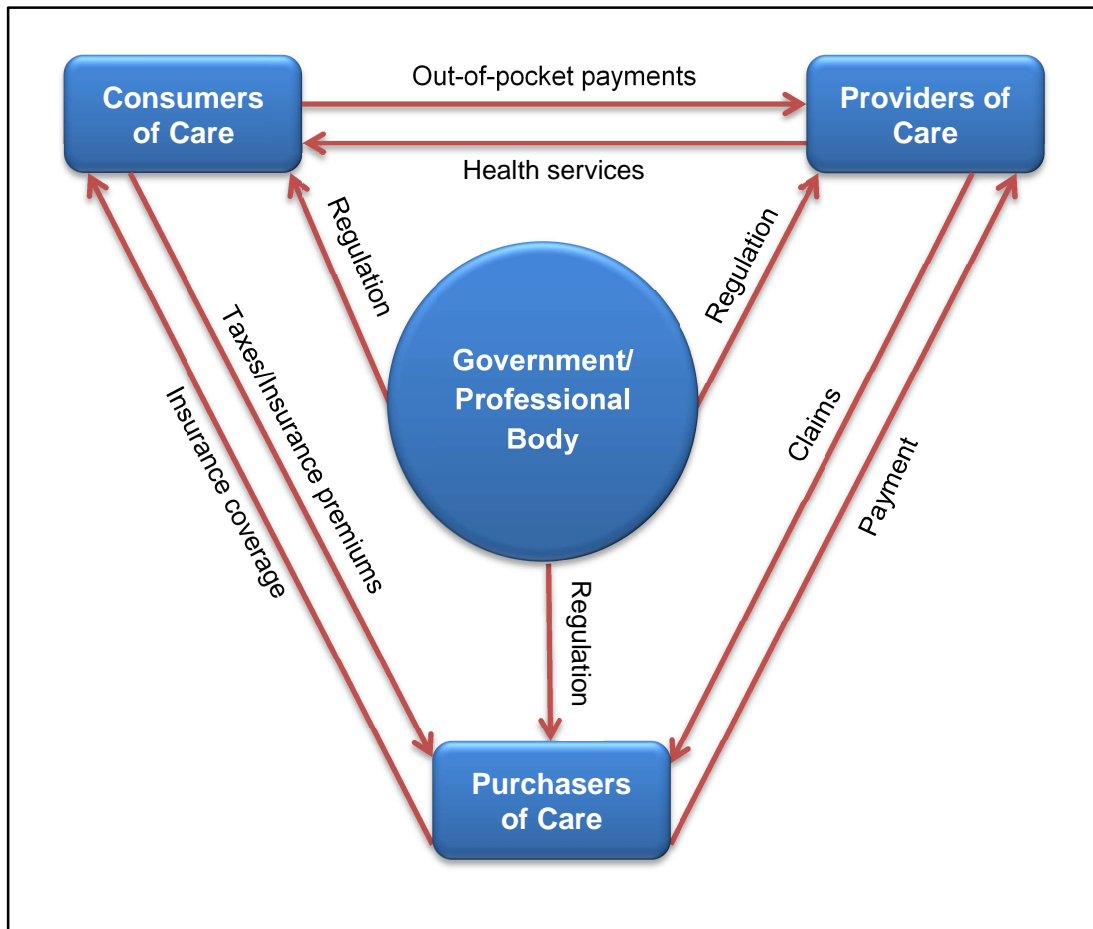 Out-of-pocket payments
Consumers
of Care
Providers of
Care
Health services
Regulation
Regulation
Government/
Professional
Body
Taxes/Insurance premiums
Insurance coverage
Claims
Payment
Regulation
Purchasers
of Care